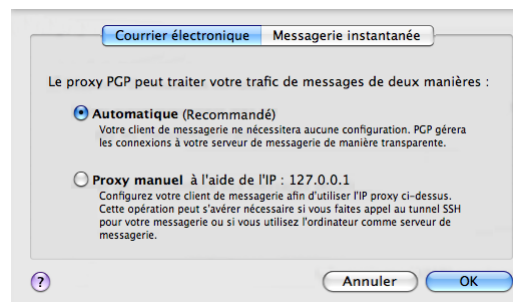 Courrier électronique Messagerie instantanée
Le proxy PGP peut traiter votre trafic de messages de deux manières :
Automatique (Recommandé)
Votre client de messagerie ne nécessitera aucune configuration. PGP gérera
les connexions à votre serveur de messagerie de manière transparente.
Proxy manuel à l'aide de l'IP : 127.0.0.1
Configurez votre client de messagerie afin d'utiliser l'IP proxy ci-dessus.
Cette opération peut s'avérer nécessaire si vous faites appel au tunnel SSH
pour votre messagerie ou si vous utilisez l'ordinateur comme serveur de
messagerie.
? Annuler OK